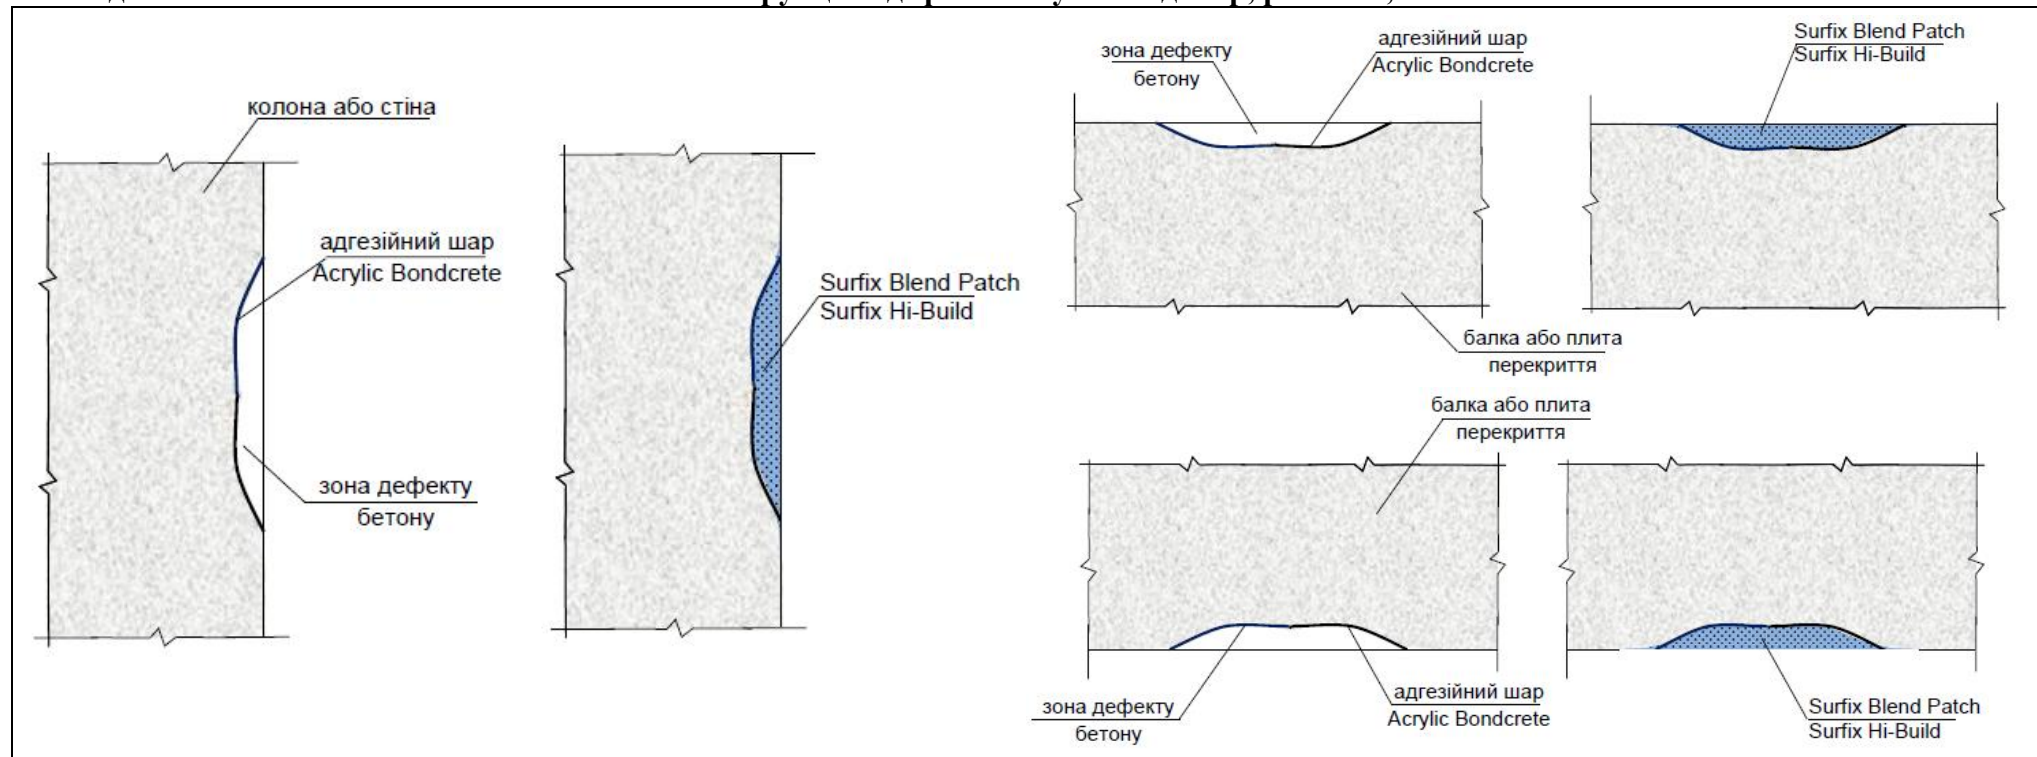 колона або стіна
адгезійний шар
Acrylic Bondcrete
зона дефекту
бетону
Surfix Blend Patch
Surfix Hi-Build
зона дефекту
бетону
адгезійний шар
Acrylic Bondcrete
Surfix Blend Patch
Surfix Hi-Build
балка або плита
перекриття
балка або плита
перекриття
зона дефекту
бетону
адгезійний шар
Acrylic Bondcrete
Surfix Blend Patch
Surfix Hi-Build